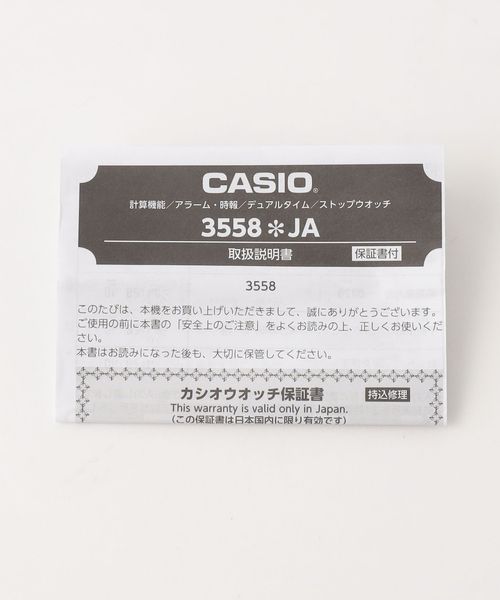 CASIO®
計算機能／アラーム・時報／デュアルタイム／ストップウオッチ
3558＊JA
取扱説明書 保証書付
3558
このたびは、本機をお買い上げいただきまして、誠にありがとうございます。
ご使用の前に本書の「安全上のご注意」をよくお読みの上、正しくお使いくだ
さい。
本書はお読みになった後も、大切に保管してください。
カシオウオッチ保証書 持込修理
This warranty is valid only in Japan.
(この保証書は日本国内に限り有効です)